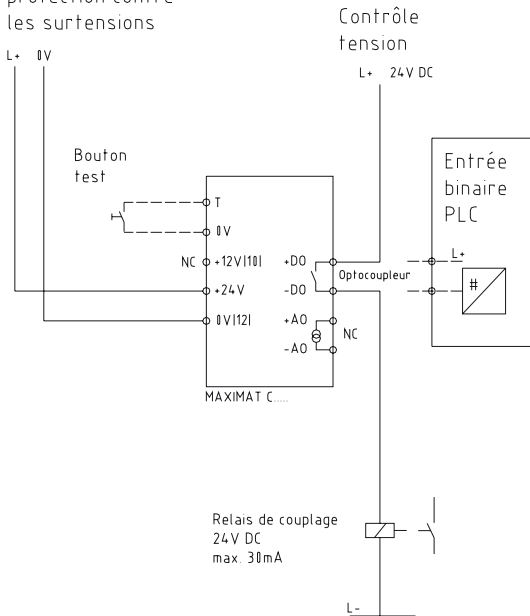 protection contre
les surtensions
L+ 0V
Contrôle
tension
L+ 24V DC
Bouton
test
Entrée
binaire
PLC
T
0V
NC +12V|10| +DO
L+
Optocoupleur
#
+24V -DO
0V|12| +AO
NC
-AO
MAXIMAT C.....
Relais de couplage
24V DC
max. 30mA
L-